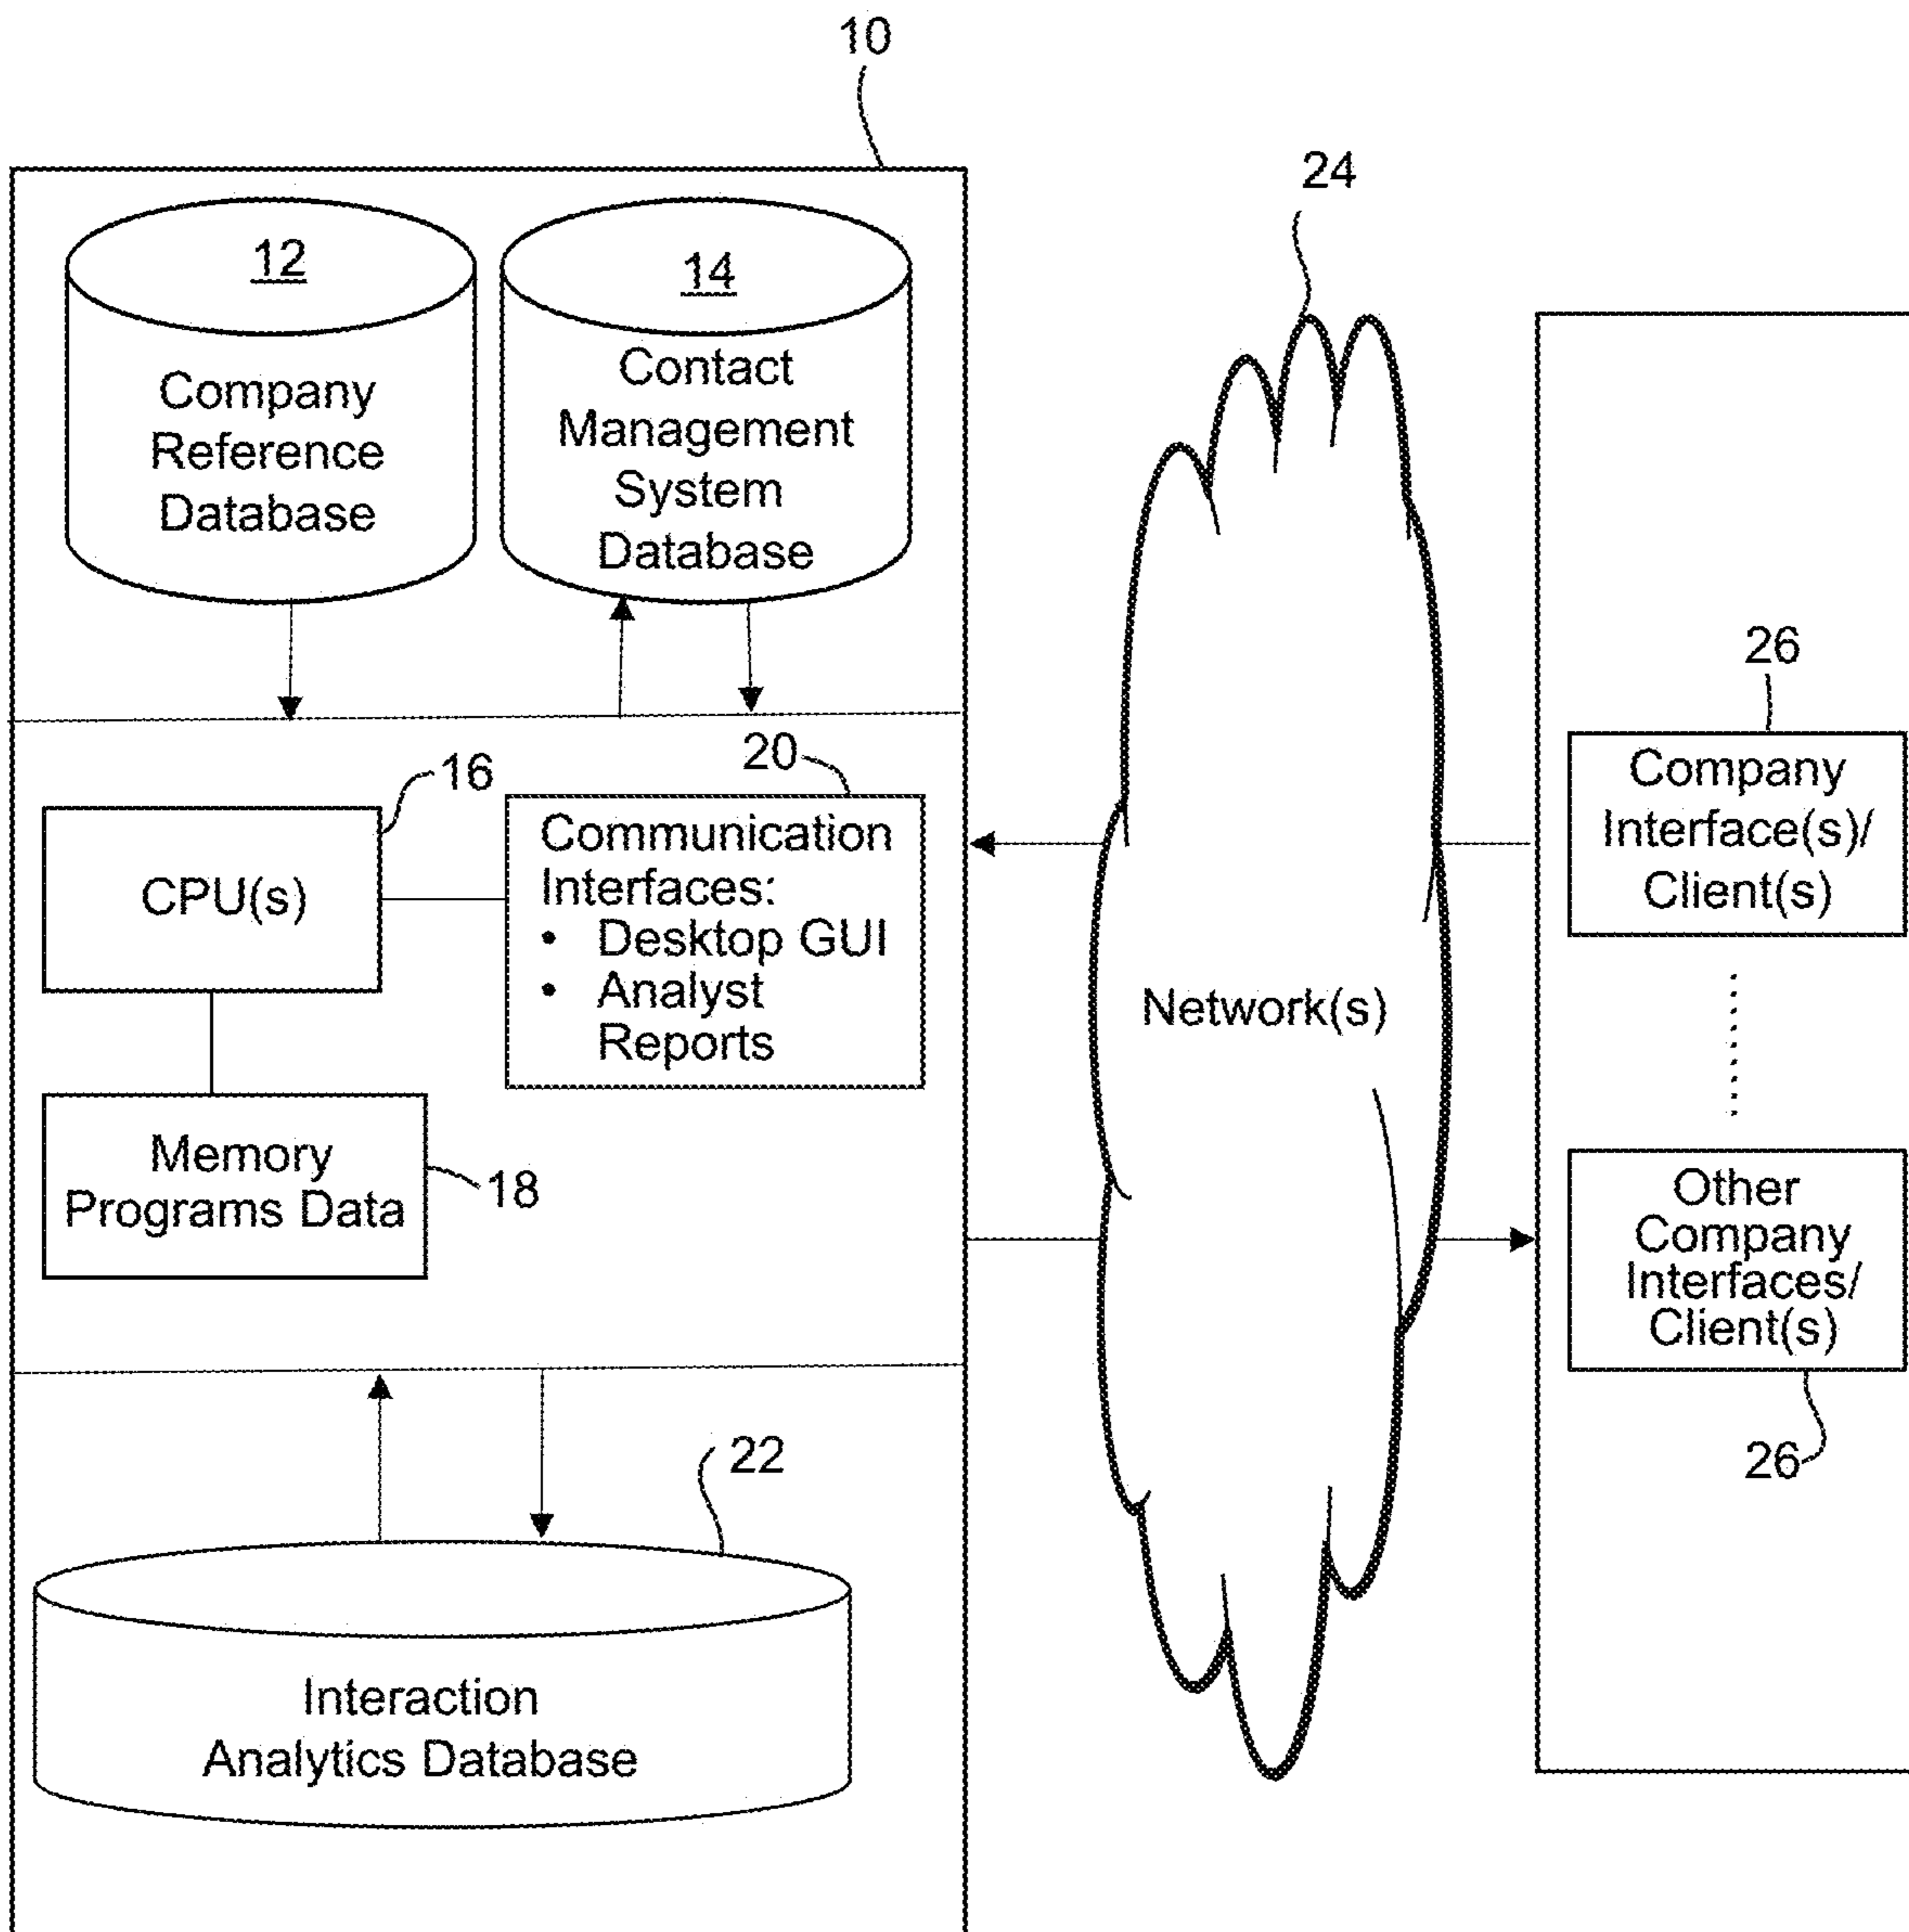 10
12
Company
Reference
Database
14
Contact
Management
System
Database
16
CPU(s)
20
Communication
Interfaces:
• Desktop GUI
• Analyst
Reports
Memory
Programs Data
18
22
Interaction
Analytics Database
24
Network(s)
26
Company
Interface(s)/
Client(s)
Other
Company
Interfaces/
Client(s)
26